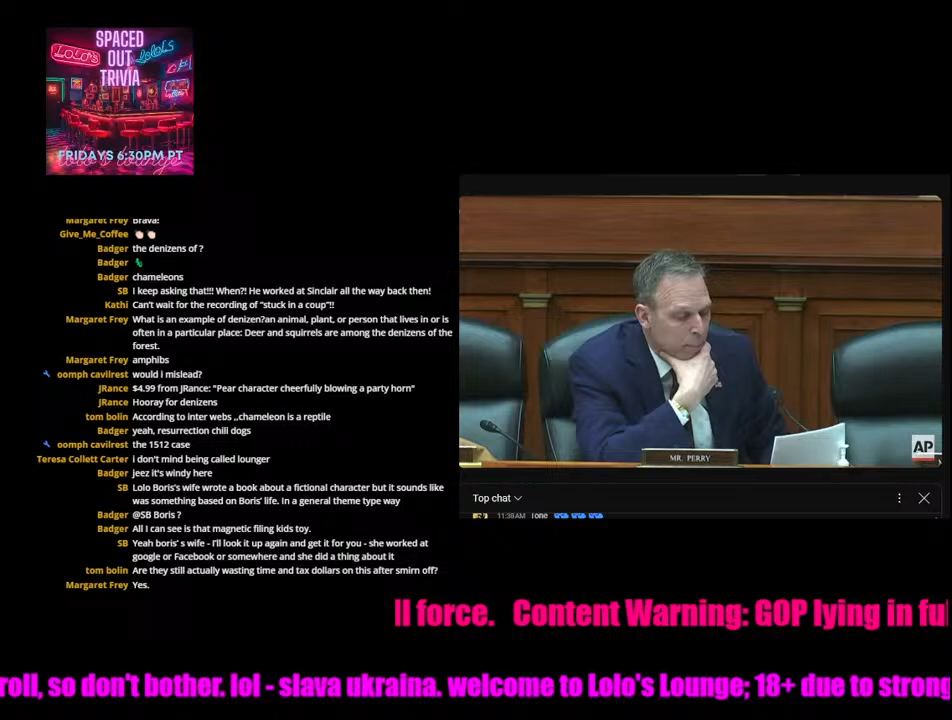 SPACED
OUT
TRIVIA
LOLO'S
LOLO'S
FRIDAYS 6:30PM PT
lolo's lounge
Margaret Frey Brava!
Give_Me_Coffee 👏🏻 👏🏻
Badger the denizens of ?
Badger 🦎
Badger chameleons
SB I keep asking that!!! When?! He worked at Sinclair all the way back then!
Kathi Can't wait for the recording of "stuck in a coup"!!
Margaret Frey What is an example of denizen?an animal, plant, or person that lives in or is
often in a particular place: Deer and squirrels are among the denizens of the
forest.
Margaret Frey amphibs
oomph cavilrest would i mislead?
JRance $4.99 from JRance: "Pear character cheerfully blowing a party horn"
JRance Hooray for denizens
tom bolin According to inter webs ,,chameleon is a reptile
Badger yeah, resurrection chili dogs
oomph cavilrest the 1512 case
Teresa Collett Carter i don't mind being called lounger
Badger jeez it's windy here
SB Lolo Boris's wife wrote a book about a fictional character but it sounds like
was something based on Boris' life. In a general theme type way
Badger @SB Boris ?
Badger All I can see is that magnetic filing kids toy.
SB Yeah boris' s wife - I'll look it up again and get it for you - she worked at
google or Facebook or somewhere and she did a thing about it
tom bolin Are they still actually wasting time and tax dollars on this after smirn off?
Margaret Frey Yes.
MR. PERRY
AP
Top chat
11:38AM Tone 💙💙💙
ll force. Content Warning: GOP lying in ful
roll, so don't bother. lol - slava ukraina. welcome to Lolo's Lounge; 18+ due to strong